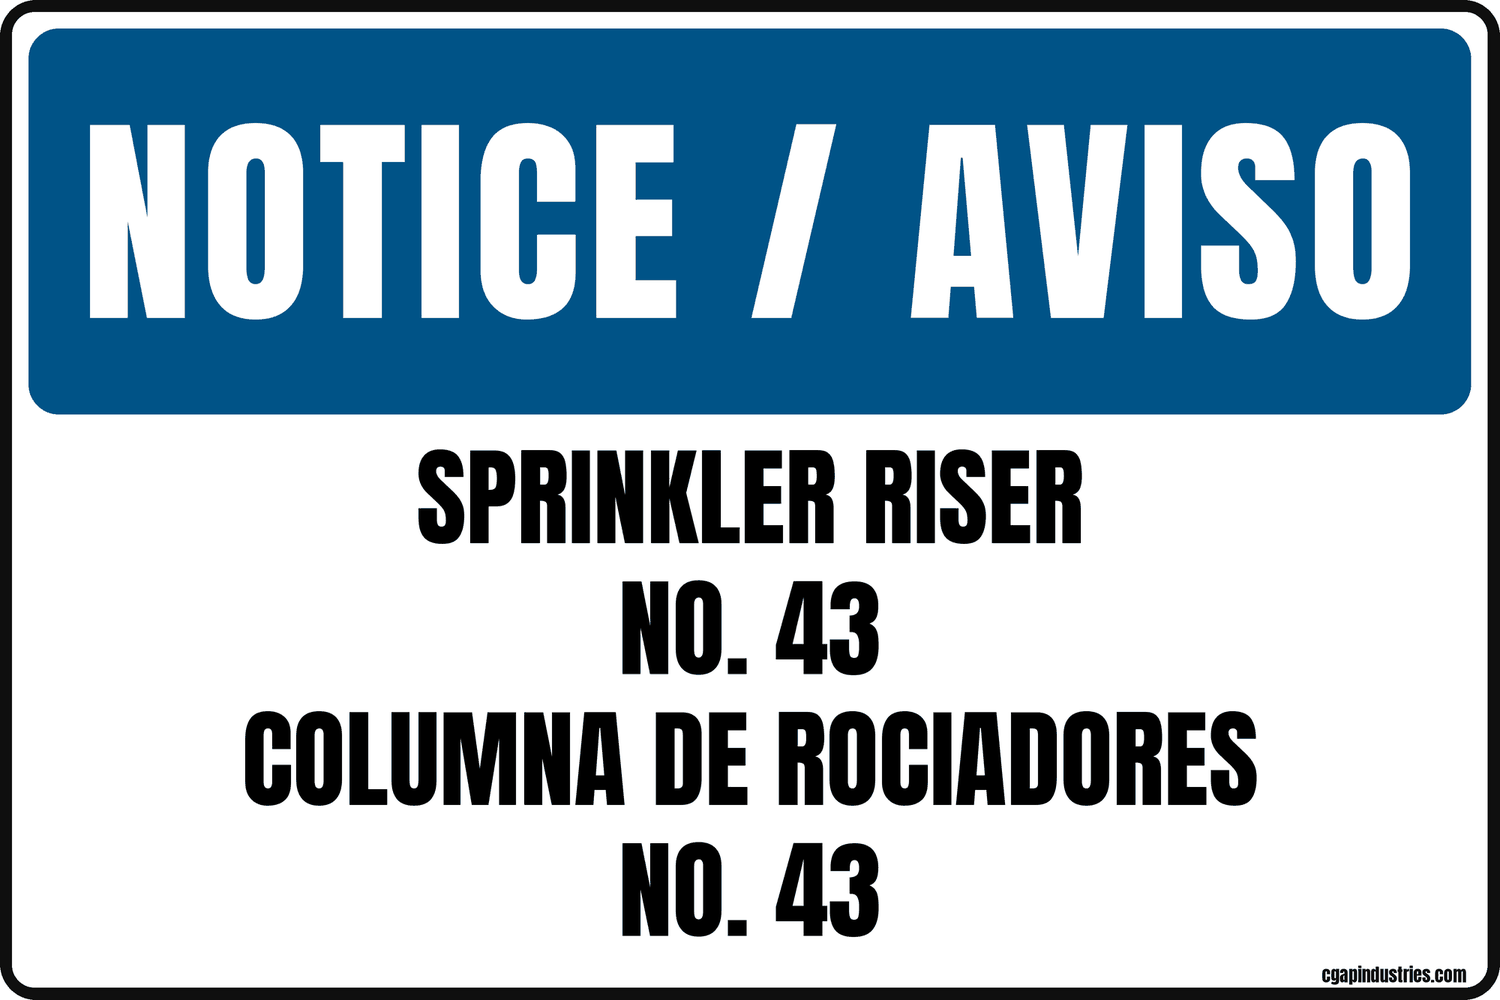 NOTICE / AVISO
SPRINKLER RISER
NO. 43
COLUMNA DE ROCIADORES
NO. 43
cgapindustries.com